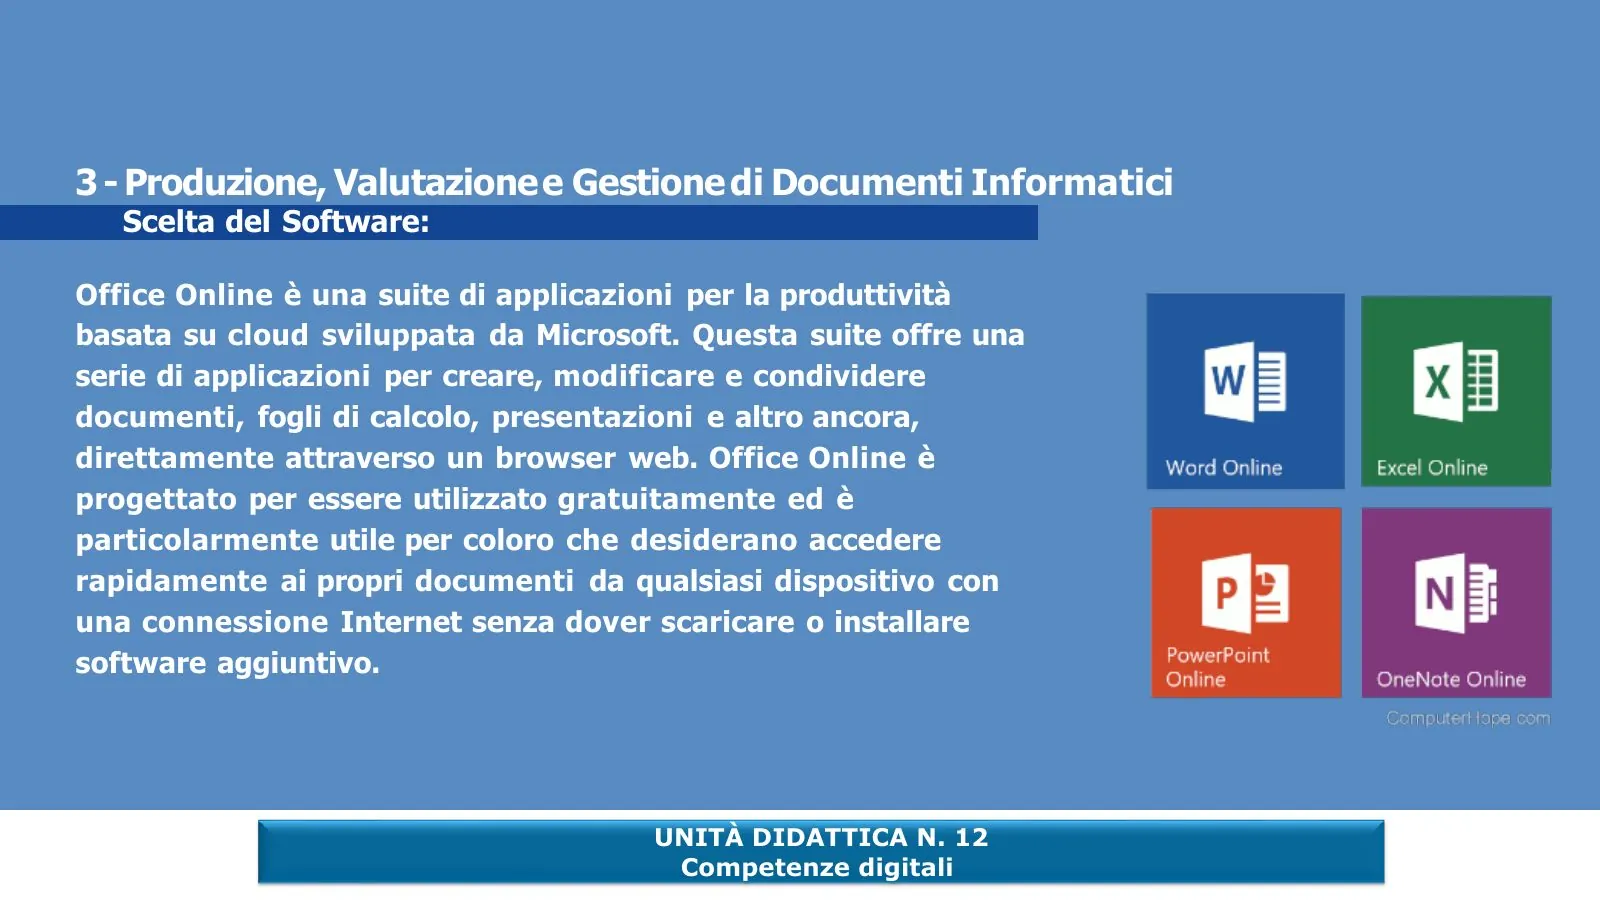 3 - Produzione, Valutazione e Gestione di Documenti Informatici
Scelta del Software:
Office Online è una suite di applicazioni per la produttività
basata su cloud sviluppata da Microsoft. Questa suite offre una
serie di applicazioni per creare, modificare e condividere
documenti, fogli di calcolo, presentazioni e altro ancora,
direttamente attraverso un browser web. Office Online è
progettato per essere utilizzato gratuitamente ed è
particolarmente utile per coloro che desiderano accedere
rapidamente ai propri documenti da qualsiasi dispositivo con
una connessione Internet senza dover scaricare o installare
software aggiuntivo.
W
Word Online
X
Excel Online
P
PowerPoint
Online
N
OneNote Online
ComputerHope.com
UNITÀ DIDATTICA N. 12
Competenze digitali